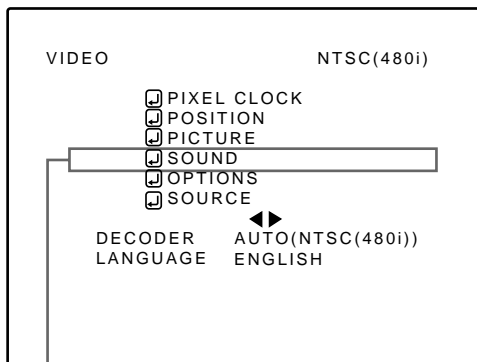 VIDEO NTSC(480i)
PIXEL CLOCK
POSITION
PICTURE
SOUND
OPTIONS
SOURCE
DECODER AUTO(NTSC(480i))
LANGUAGE ENGLISH